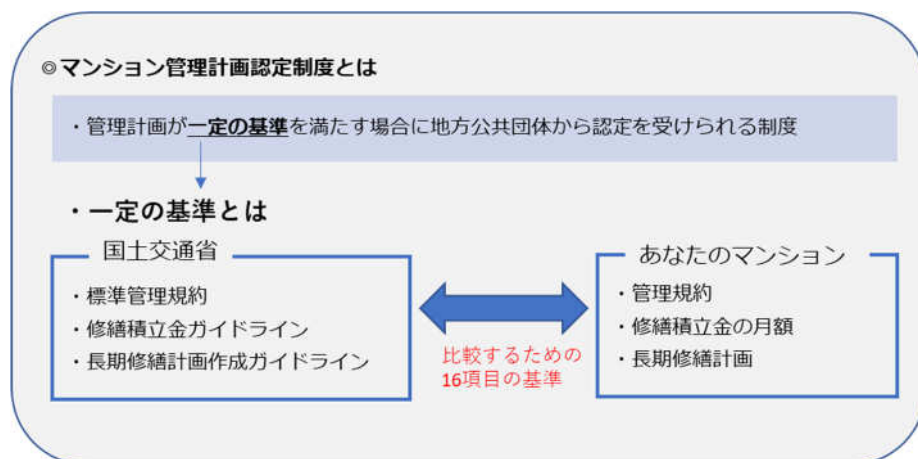 ◎マンション管理計画認定制度とは
・管理計画が一定の基準を満たす場合に地方公共団体から認定を受けられる制度
・一定の基準とは
国土交通省
・標準管理規約
・修繕積立金ガイドライン
・長期修繕計画作成ガイドライン
比較するための
16項目の基準
あなたのマンション
・管理規約
・修繕積立金の月額
・長期修繕計画